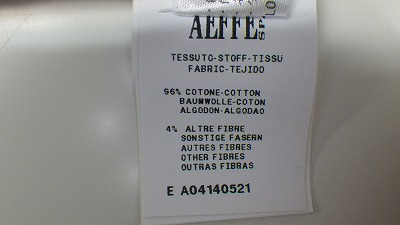 AEFFE SP
TESSUTO-STOFF-TISSU
FABRIC-TEJIDO
96% COTONE-COTTON
BAUMWOLLE-COTON
ALGODON-ALGODAO
4% ALTRE FIBRE
SONSTIGE FASERN
AUTRES FIBRES
OTHER FIBRES
OUTRAS FIBRAS
E A04140521